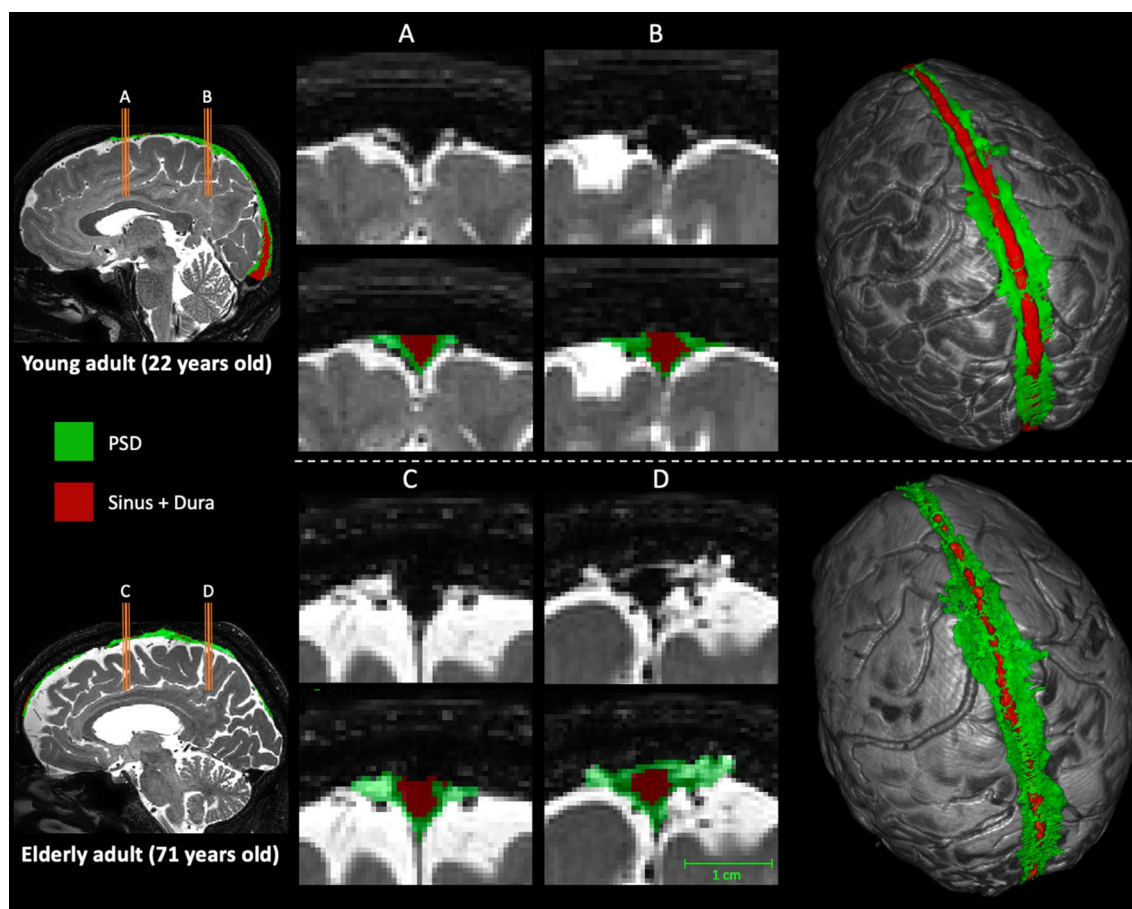 A B
A B
Young adult (22 years old)
PSD
Sinus + Dura
C D
C D
Elderly adult (71 years old)
1 cm